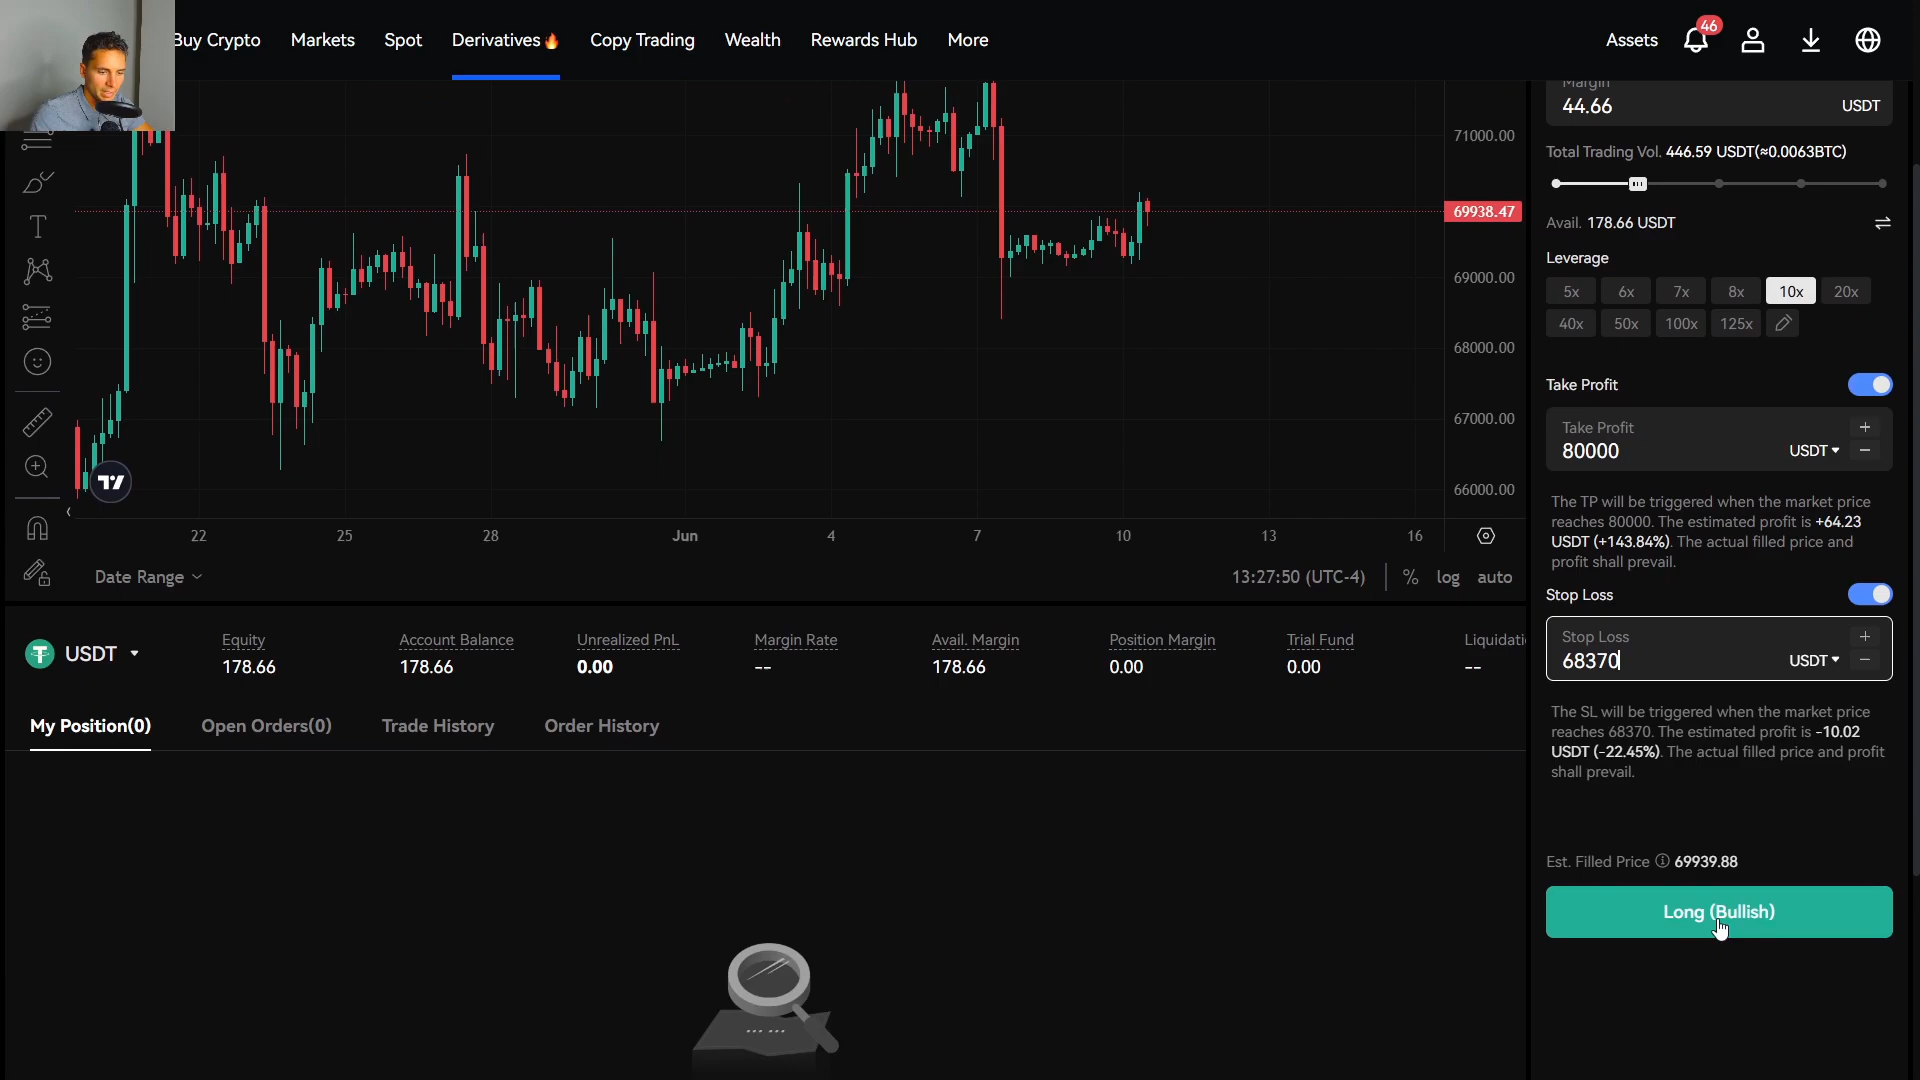 Buy Crypto
Markets
Spot
Derivatives
Copy Trading
Wealth
Rewards Hub
More
Assets
46
Margin
44.66
USDT
Total Trading Vol. 446.59 USDT(≈0.0063BTC)
Avail. 178.66 USDT
Leverage
5x 6x 7x 8x 10x 20x
40x 50x 100x 125x
Take Profit
Take Profit
+
80000
USDT
−
The TP will be triggered when the market price
reaches 80000. The estimated profit is +64.23
USDT (+143.84%). The actual filled price and
profit shall prevail.
Stop Loss
Stop Loss
+
68370
USDT
−
The SL will be triggered when the market price
reaches 68370. The estimated profit is -10.02
USDT (-22.45%). The actual filled price and profit
shall prevail.
Est. Filled Price 69939.88
Long (Bullish)
71000.00
69938.47
69000.00
68000.00
67000.00
66000.00
22 25 28 Jun 4 7 10 13 16
Date Range
13:27:50 (UTC-4)
%
log
auto
USDT
Equity
178.66
Account Balance
178.66
Unrealized PnL
0.00
Margin Rate
--
Avail. Margin
178.66
Position Margin
0.00
Trial Fund
0.00
Liquidati
--
My Position(0)
Open Orders(0)
Trade History
Order History